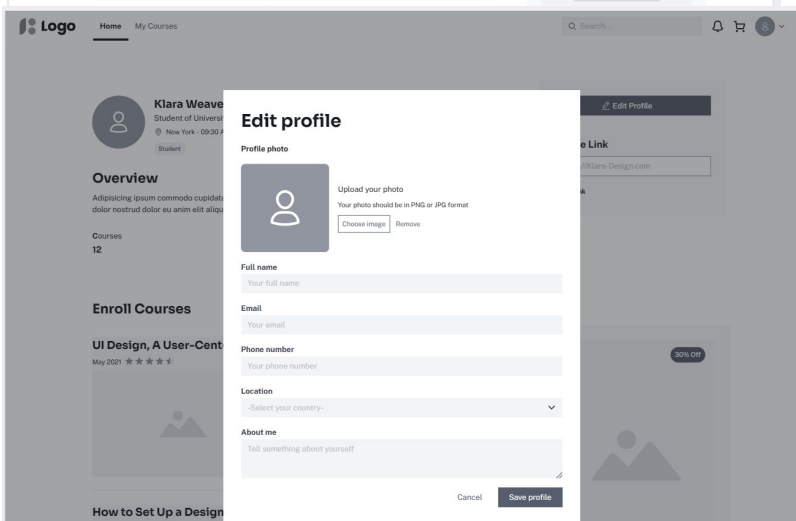 Logo
Home
My Courses
Search...
Klara Weave
Student of Universi
New York - 09:30 A
Student
Overview
Adipisicing ipsum commodo cupidata
dolor nostrud dolor eu anim elit aliqu
Courses
12
Enroll Courses
UI Design, A User-Cent
May 2021
How to Set Up a Design
Edit profile
Profile photo
Upload your photo
Your photo should be in PNG or JPG format
Choose image
Remove
Full name
Your full name
Email
Your email
Phone number
Your phone number
Location
-Select your country-
About me
Tell something about yourself
Cancel
Save profile
Edit Profile
e Link
://Klara-Design.com
30% Off